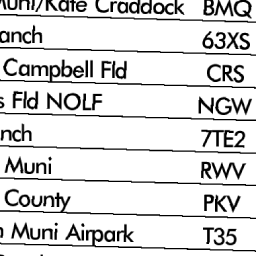 Muni/Kate Craddock BMQ
anch 63XS
Campbell Fld CRS
s Fld NOLF NGW
nch 7TE2
Muni RWV
County PKV
n Muni Airpark T35